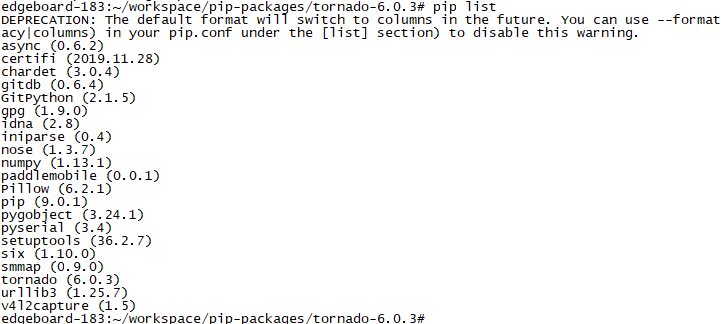 edgeboard-183:~/workspace/pip-packages/tornado-6.0.3# pip list
DEPRECATION: The default format will switch to columns in the future. You can use --format
acy|columns) in your pip.conf under the [list] section) to disable this warning.
async (0.6.2)
certifi (2019.11.28)
chardet (3.0.4)
gitdb (0.6.4)
GitPython (2.1.5)
gpg (1.9.0)
idna (2.8)
iniparse (0.4)
nose (1.3.7)
numpy (1.13.1)
paddlemobile (0.0.1)
Pillow (6.2.1)
pip (9.0.1)
pygobject (3.24.1)
pyserial (3.4)
setuptools (36.2.7)
six (1.10.0)
smmap (0.9.0)
tornado (6.0.3)
urllib3 (1.25.7)
v4l2capture (1.5)
edgeboard-183:~/workspace/pip-packages/tornado-6.0.3#